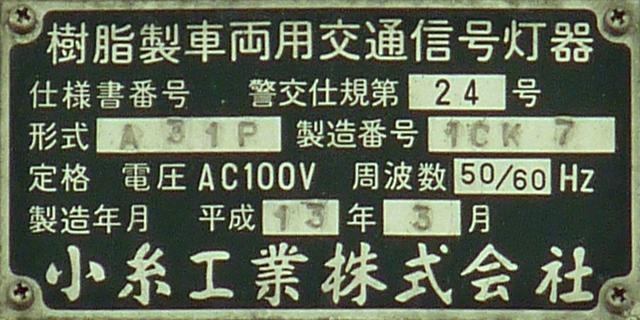 樹脂製車両用交通信号灯器
仕様書番号 警交仕規第 24 号
形式 A31P 製造番号 1CK 7
定格 電圧 AC100V 周波数 50/60 Hz
製造年月 平成 13 年 3 月
小糸工業株式会社